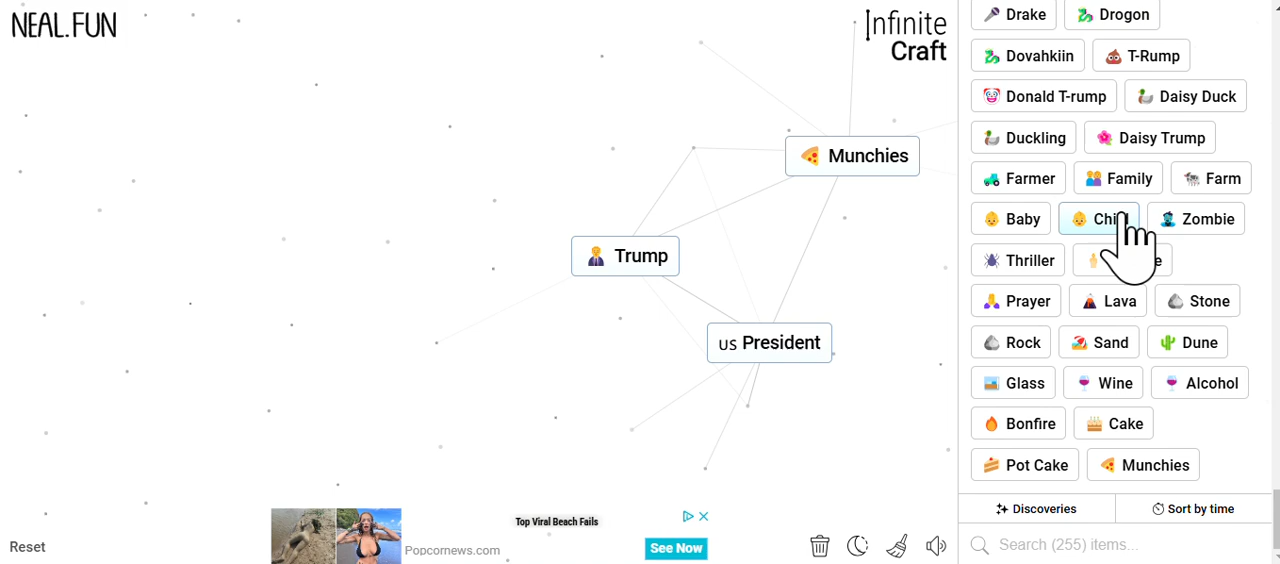 NEAL.FUN
Infinite
Craft
🍕 Munchies
Trump
US President
Reset
Top Viral Beach Fails
Popcornews.com
See Now
Drake
Drogon
Dovahkiin
T-Rump
Donald T-rump
Daisy Duck
Duckling
Daisy Trump
Farmer
Family
Farm
Baby
Zombie
Thriller
Prayer
Lava
Stone
Rock
Sand
Dune
Glass
Wine
Alcohol
Bonfire
Cake
Pot Cake
Munchies
Discoveries
Sort by time
Search (255) items...